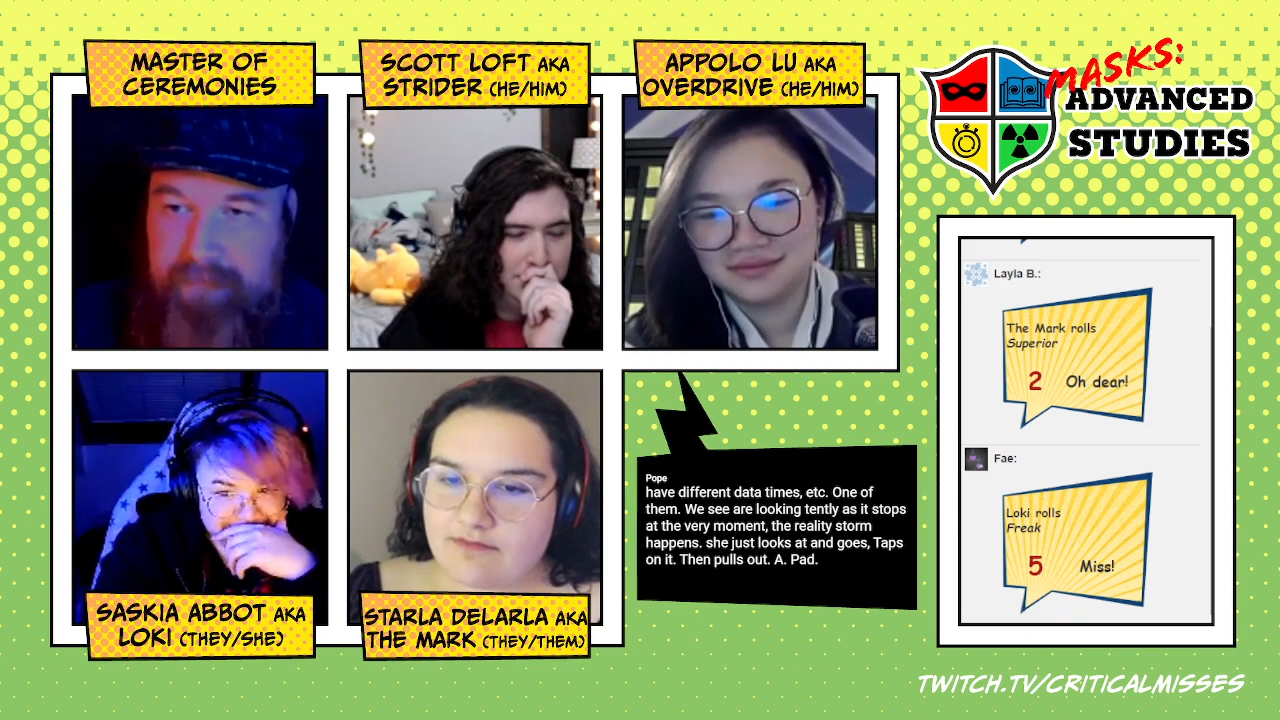 MASTER OF
CEREMONIES
SCOTT LOFT AKA
STRIDER (HE/HIM)
APPOLO LU AKA
OVERDRIVE (HE/HIM)
MASKS:
ADVANCED
STUDIES
Layla B.:
The Mark rolls
Superior
2 Oh dear!
Fae:
Loki rolls
Freak
5 Miss!
Pope
have different data times, etc. One of
them. We see are looking tently as it stops
at the very moment, the reality storm
happens. she just looks at and goes, Taps
on it. Then pulls out. A. Pad.
SASKIA ABBOT AKA
LOKI (THEY/SHE)
STARLA DELARLA AKA
THE MARK (THEY/THEM)
TWITCH.TV/CRITICALMISSES